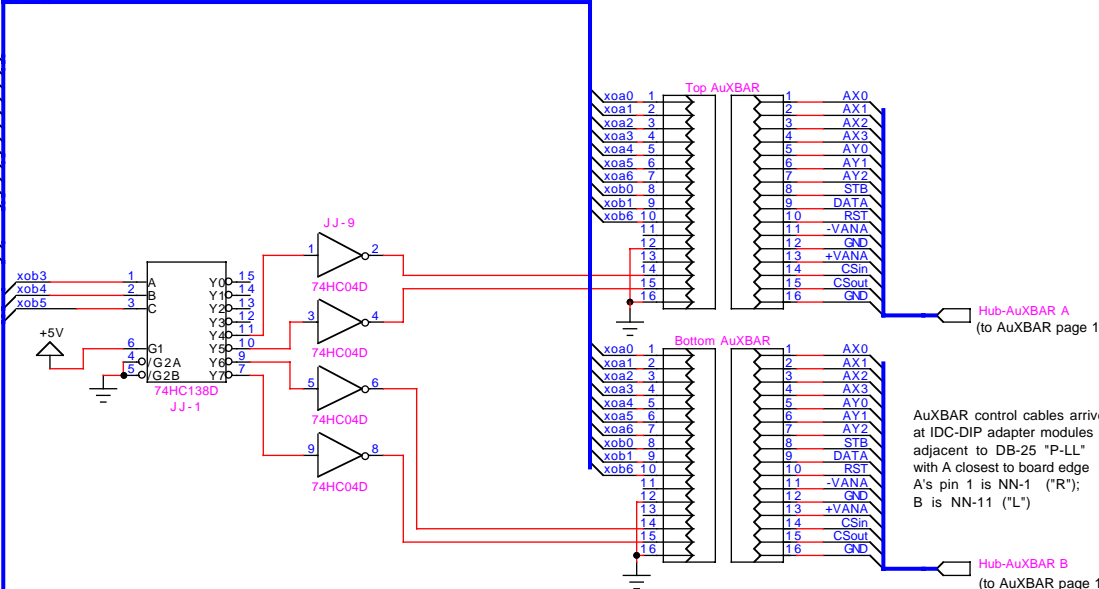 Top AuXBAR
xoa0 1
xoa1 2
xoa2 3
xoa3 4
xoa4 5
xoa5 6
xoa6 7
xob0 8
xob1 9
xob6 10
11
12
13
14
15
16
1 AX0
2 AX1
3 AX2
4 AX3
5 AY0
6 AY1
7 AY2
8 STB
9 DATA
10 RST
11 -VANA
12 GND
13 +VANA
14 CSin
15 CSout
16 GND
Hub-AuXBAR A
(to AuXBAR page 1
JJ-9
1 2
74HC04D
3 4
74HC04D
5 6
74HC04D
9 8
74HC04D
xob3 1 A
xob4 2 B
xob5 3 C
+5V
6 G1
4 /G2A
5 /G2B
Y0 15
Y1 14
Y2 13
Y3 12
Y4 11
Y5 10
Y6 9
Y7 7
74HC138D
JJ-1
Bottom AuXBAR
xoa0 1
xoa1 2
xoa2 3
xoa3 4
xoa4 5
xoa5 6
xoa6 7
xob0 8
xob1 9
xob6 10
11
12
13
14
15
16
1 AX0
2 AX1
3 AX2
4 AX3
5 AY0
6 AY1
7 AY2
8 STB
9 DATA
10 RST
11 -VANA
12 GND
13 +VANA
14 CSin
15 CSout
16 GND
AuXBAR control cables arrive
at IDC-DIP adapter modules
adjacent to DB-25 "P-LL"
with A closest to board edge
A's pin 1 is NN-1 ("R");
B is NN-11 ("L")
Hub-AuXBAR B
(to AuXBAR page 1